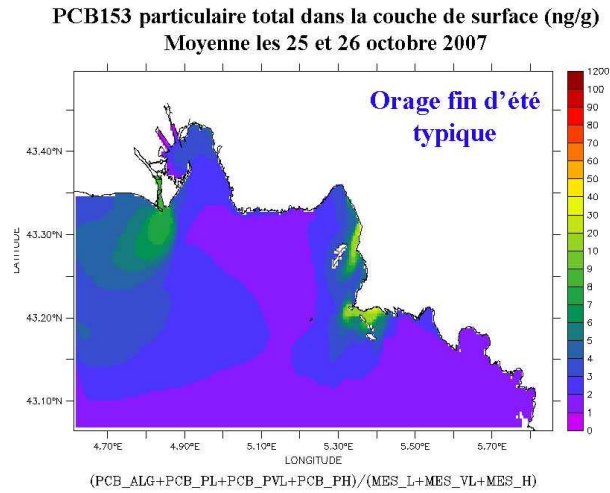 PCB153 particulaire total dans la couche de surface (ng/g)
Moyenne les 25 et 26 octobre 2007
Orage fin d'été
typique
43.40°N
43.30°N
43.20°N
43.10°N
LATITUDE
4.70°E 4.90°E 5.10°E 5.30°E 5.50°E 5.70°E
LONGITUDE
1200
100
90
80
70
60
50
40
30
20
10
9
8
7
6
5
4
3
2
1
0
(PCB_ALG+PCB_PL+PCB_PVL+PCB_PH)/(MES_L+MES_VL+MES_H)